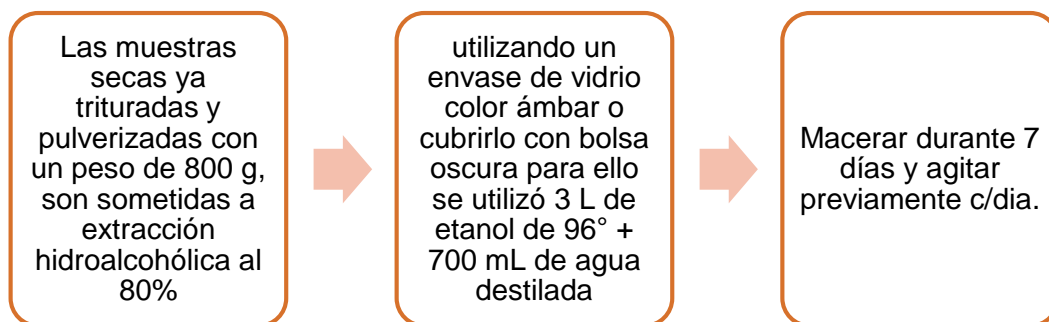 Las muestras
secas ya
trituradas y
pulverizadas con
un peso de 800 g,
son sometidas a
extracción
hidroalcohólica al
80%
utilizando un
envase de vidrio
color ámbar o
cubrirlo con bolsa
oscura para ello
se utilizó 3 L de
etanol de 96° +
700 mL de agua
destilada
Macerar durante 7
días y agitar
previamente c/dia.